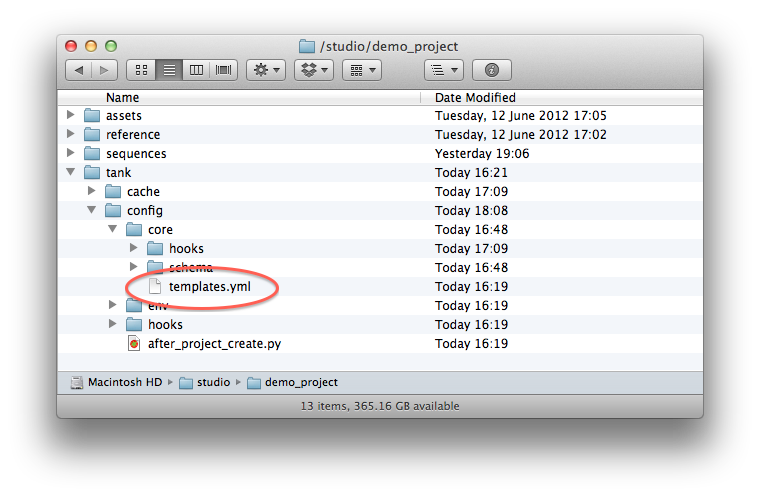 /studio/demo_project
Name Date Modified
assets Tuesday, 12 June 2012 17:05
reference Tuesday, 12 June 2012 17:02
sequences Yesterday 19:06
tank Today 16:21
cache Today 17:09
config Today 18:08
core Today 16:48
hooks Today 17:09
schema Today 16:48
templates.yml Today 16:19
env Today 16:19
hooks Today 16:19
after_project_create.py Today 16:19
Macintosh HD studio demo_project
13 items, 365.16 GB available